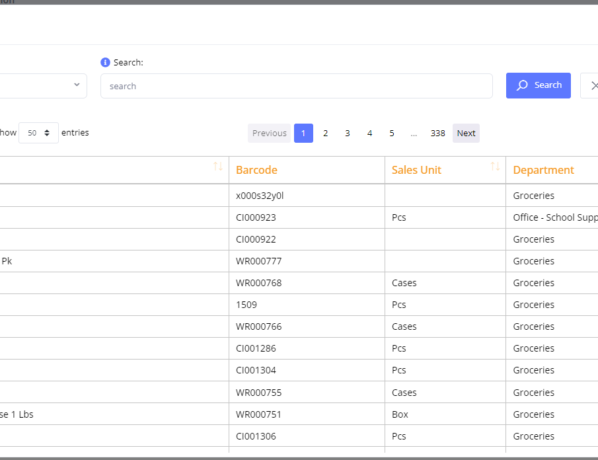 Search:
search
Search
how 50 entries
Previous 1 2 3 4 5 ... 338 Next
Barcode Sales Unit Department
x000s32y0l Groceries
CI000923 Pcs Office - School Supp
CI000922 Groceries
Pk WR000777 Groceries
WR000768 Cases Groceries
1509 Pcs Groceries
WR000766 Cases Groceries
CI001286 Pcs Groceries
CI001304 Pcs Groceries
WR000755 Cases Groceries
se 1 Lbs WR000751 Box Groceries
CI001306 Pcs Groceries